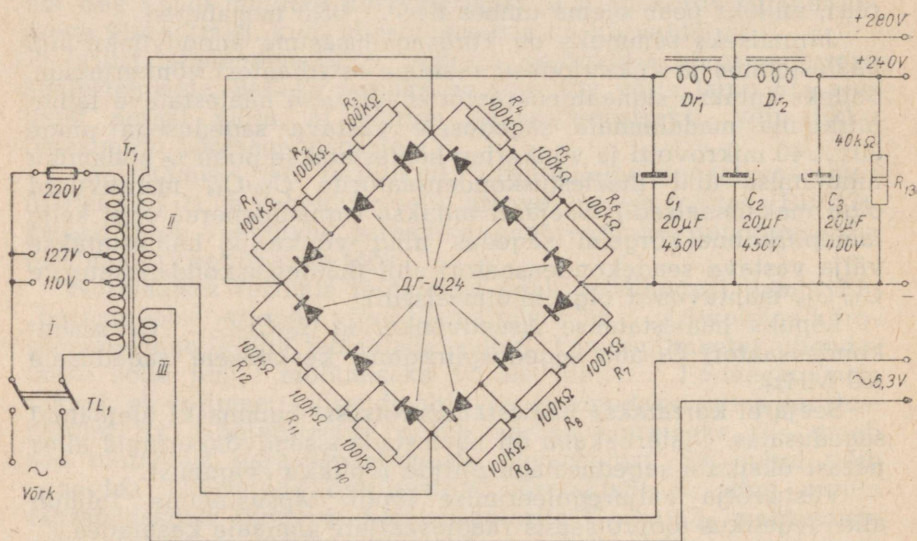 +280V
+240V
Dr₁
Dr₂
Tr₁
220V
127V
110V
I
II
III
TL₁
~
Võrk
R₁
100kΩ
R₂
100kΩ
R₃
100kΩ
R₄
100kΩ
R₅
100kΩ
R₆
100kΩ
ДГ-Ц24
R₁₂
100kΩ
R₁₁
100kΩ
R₁₀
100kΩ
R₉
100kΩ
R₈
100kΩ
R₇
100kΩ
C₁
20µF
450V
C₂
20µF
450V
C₃
20µF
400V
40kΩ
R₁₃
−
~6,3V